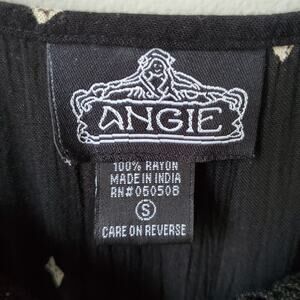 ANGIE
100% RAYON
MADE IN INDIA
RN#060508
S
CARE ON REVERSE